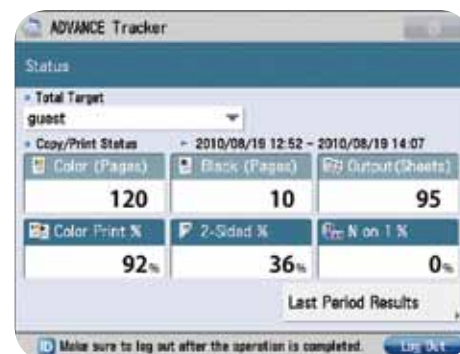 ADVANCE Tracker
Status
Total Target
guest
Copy/Print Status 2010/08/19 12:52 - 2010/08/19 14:07
Color (Pages) Black (Pages) Output(Sheets)
120 10 95
Color Print % 2-Sided % N on 1 %
92% 36% 0%
Last Period Results
ID Make sure to log out after the operation is completed. Log Out